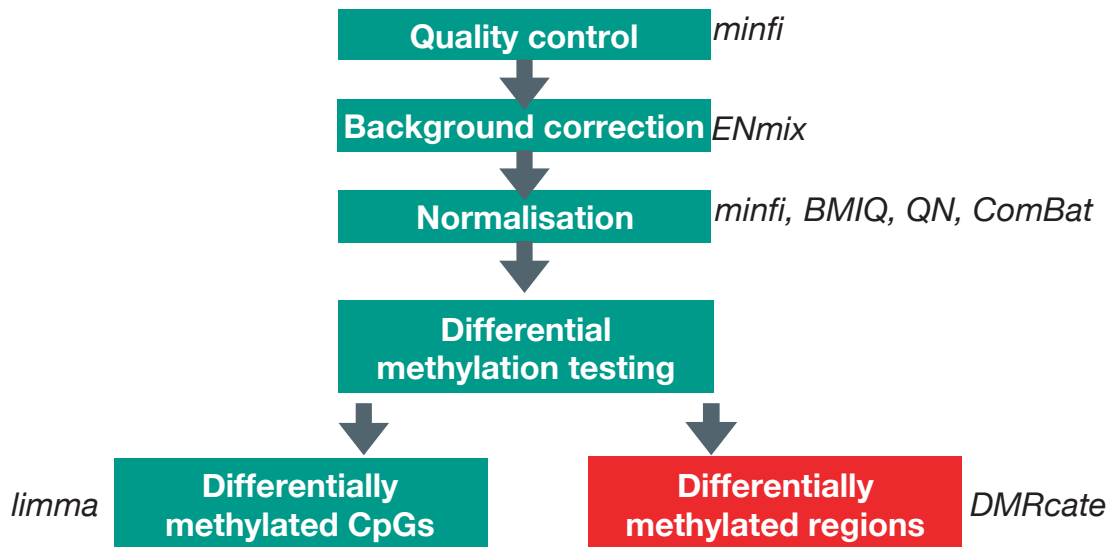 Quality control
minfi
Background correction
ENmix
Normalisation
minfi, BMIQ, QN, ComBat
Differential
methylation testing
limma
Differentially
methylated CpGs
Differentially
methylated regions
DMRcate